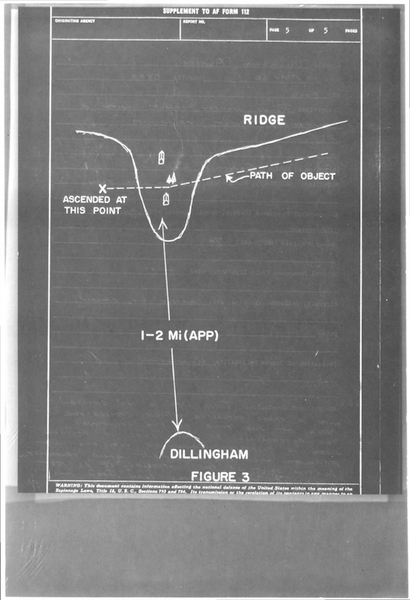 SUPPLEMENT TO AF FORM 112
ORIGINATING AGENCY
REPORT NO.
PAGE 5 OF 5 PAGES
RIDGE
PATH OF OBJECT
X
ASCENDED AT
THIS POINT
1-2 Mi (APP)
DILLINGHAM
FIGURE 3
WARNING: This document contains information affecting the national defense of the United States within the meaning of the
Espionage Laws, Title 18, U. S. C., Sections 793 and 794. Its transmission or the revelation of its contents in any manner to an